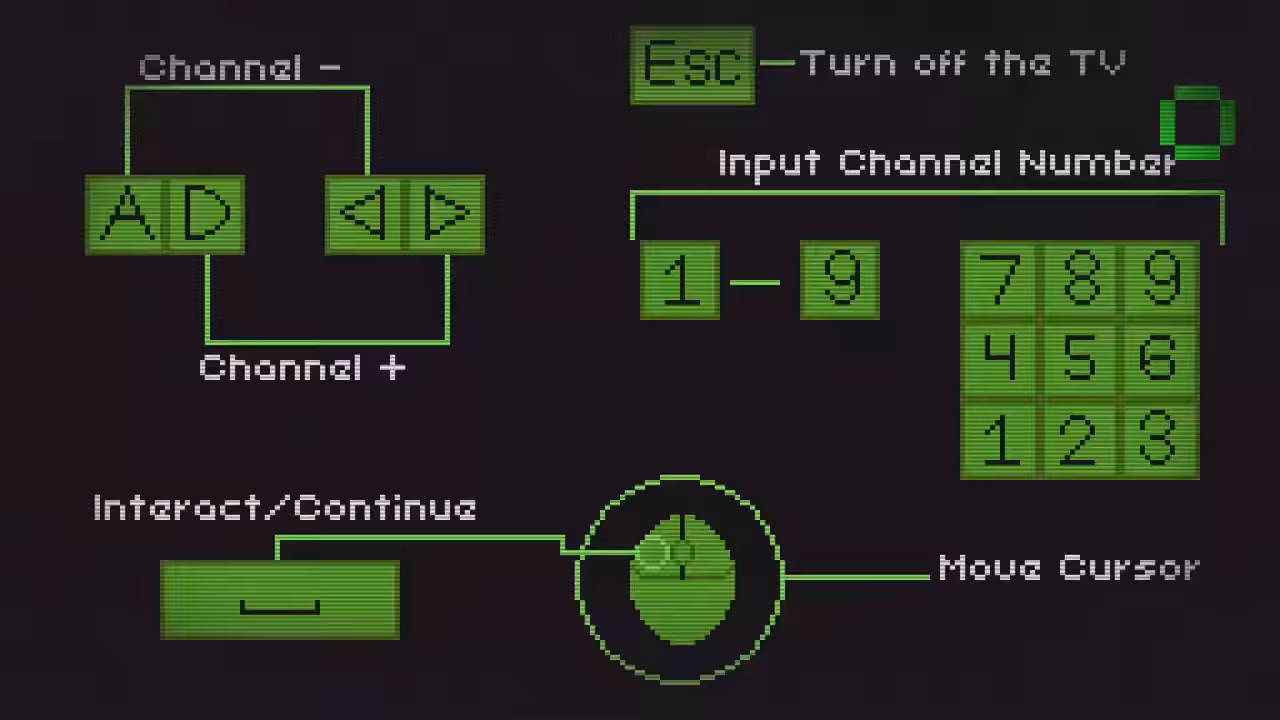 Channel -
Esc
Turn off the TV
Input Channel Number
A D
1 - 9
7 8 9
4 5 6
1 2 3
Channel +
Interact/Continue
Move Cursor